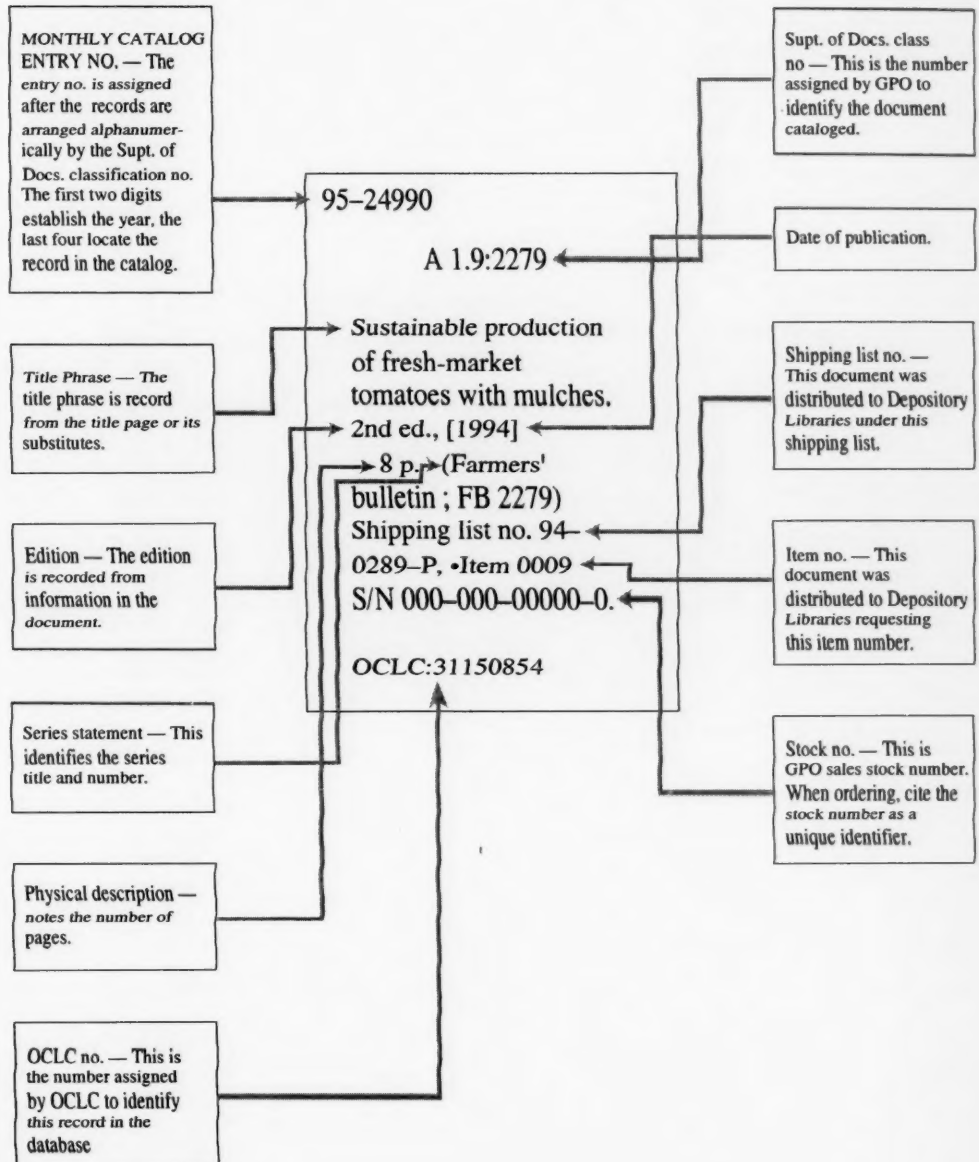 MONTHLY CATALOG
ENTRY NO. — The
entry no. is assigned
after the records are
arranged alphanumer-
ically by the Supt. of
Docs. classification no.
The first two digits
establish the year, the
last four locate the
record in the catalog.
Title Phrase — The
title phrase is record
from the title page or its
substitutes.
Edition — The edition
is recorded from
information in the
document.
Series statement — This
identifies the series
title and number.
Physical description —
notes the number of
pages.
OCLC no. — This is
the number assigned
by OCLC to identify
this record in the
database
95–24990
A 1.9:2279
Sustainable production
of fresh-market
tomatoes with mulches.
2nd ed., [1994]
8 p. (Farmers'
bulletin ; FB 2279)
Shipping list no. 94–
0289–P, •Item 0009
S/N 000–000–00000–0.
OCLC:31150854
Supt. of Docs. class
no — This is the number
assigned by GPO to
identify the document
cataloged.
Date of publication.
Shipping list no. —
This document was
distributed to Depository
Libraries under this
shipping list.
Item no. — This
document was
distributed to Depository
Libraries requesting
this item number.
Stock no. — This is
GPO sales stock number.
When ordering, cite the
stock number as a
unique identifier.